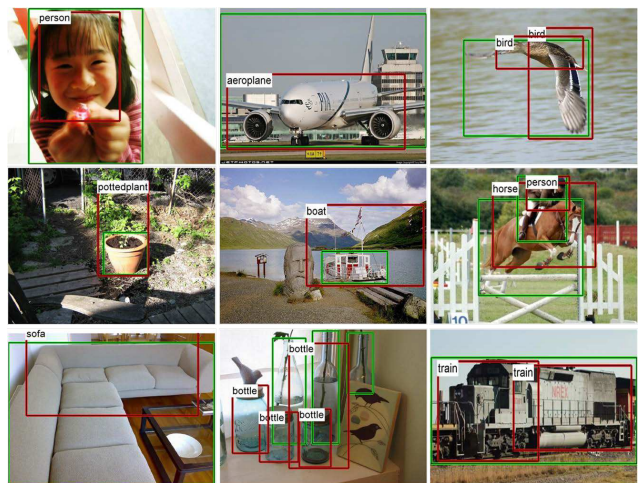 person
aeroplane
bird
bird
pottedplant
boat
horse
person
10
sofa
bottle
bottle
bottle
bottle
train
train